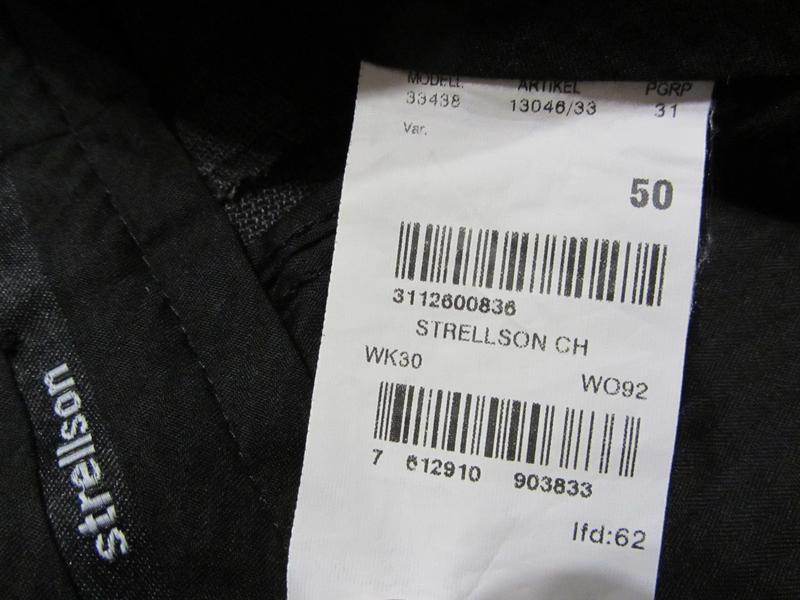 MODELL ARTIKEL PGRP
33438 13046/33 31
Var.
50
3112600836
STRELLSON CH
WK30 WO92
7 612910 903833
lfd:62
strellson